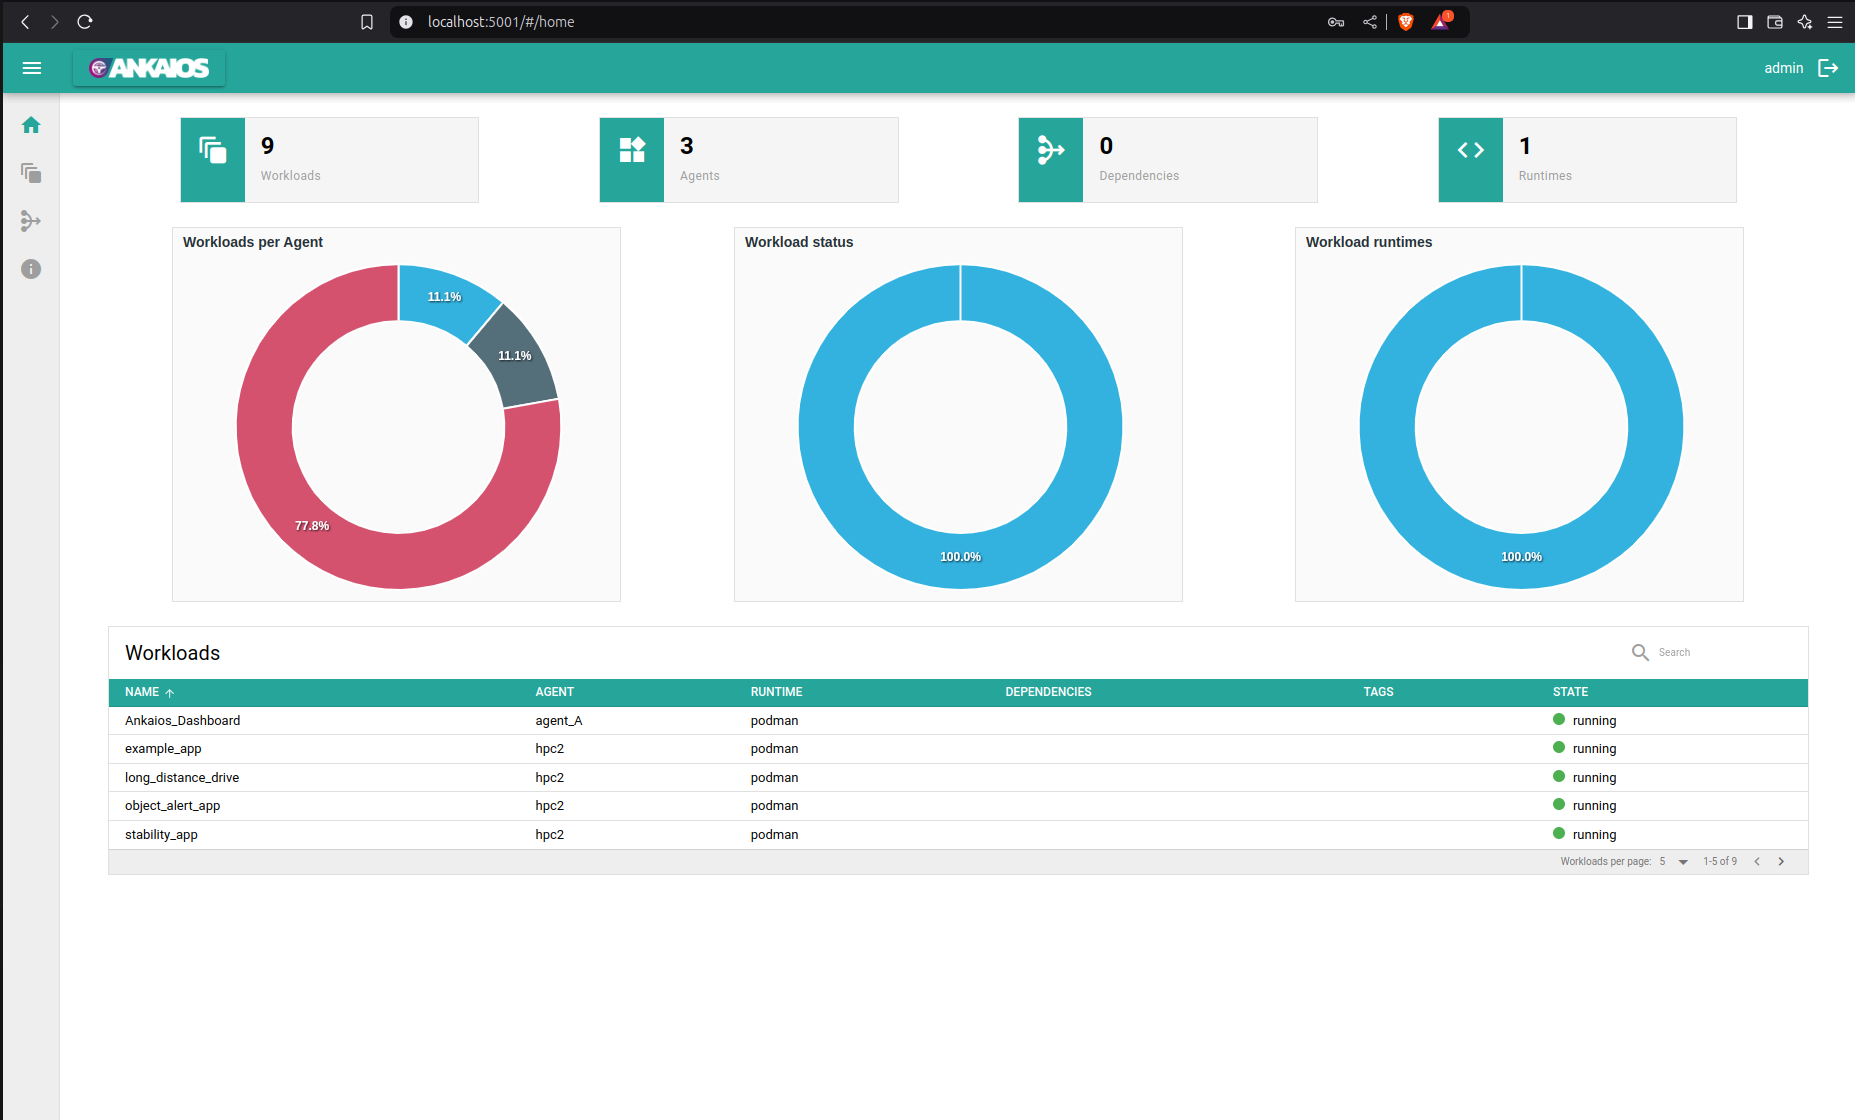 localhost:5001/#/home
1
ANKAIOS
admin
9
Workloads
3
Agents
0
Dependencies
1
Runtimes
Workloads per Agent
11.1%
11.1%
77.8%
Workload status
100.0%
Workload runtimes
100.0%
Workloads
Search
NAME AGENT RUNTIME DEPENDENCIES TAGS STATE
Ankaios_Dashboard agent_A podman running
example_app hpc2 podman running
long_distance_drive hpc2 podman running
object_alert_app hpc2 podman running
stability_app hpc2 podman running
Workloads per page: 5 1-5 of 9